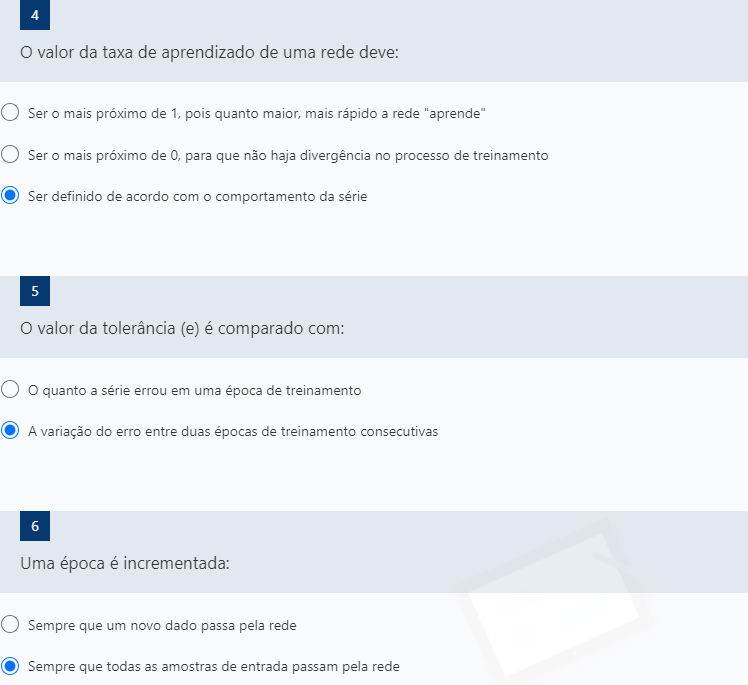 4
O valor da taxa de aprendizado de uma rede deve:
Ser o mais próximo de 1, pois quanto maior, mais rápido a rede "aprende"
Ser o mais próximo de 0, para que não haja divergência no processo de treinamento
Ser definido de acordo com o comportamento da série
5
O valor da tolerância (e) é comparado com:
O quanto a série errou em uma época de treinamento
A variação do erro entre duas épocas de treinamento consecutivas
6
Uma época é incrementada:
Sempre que um novo dado passa pela rede
Sempre que todas as amostras de entrada passam pela rede